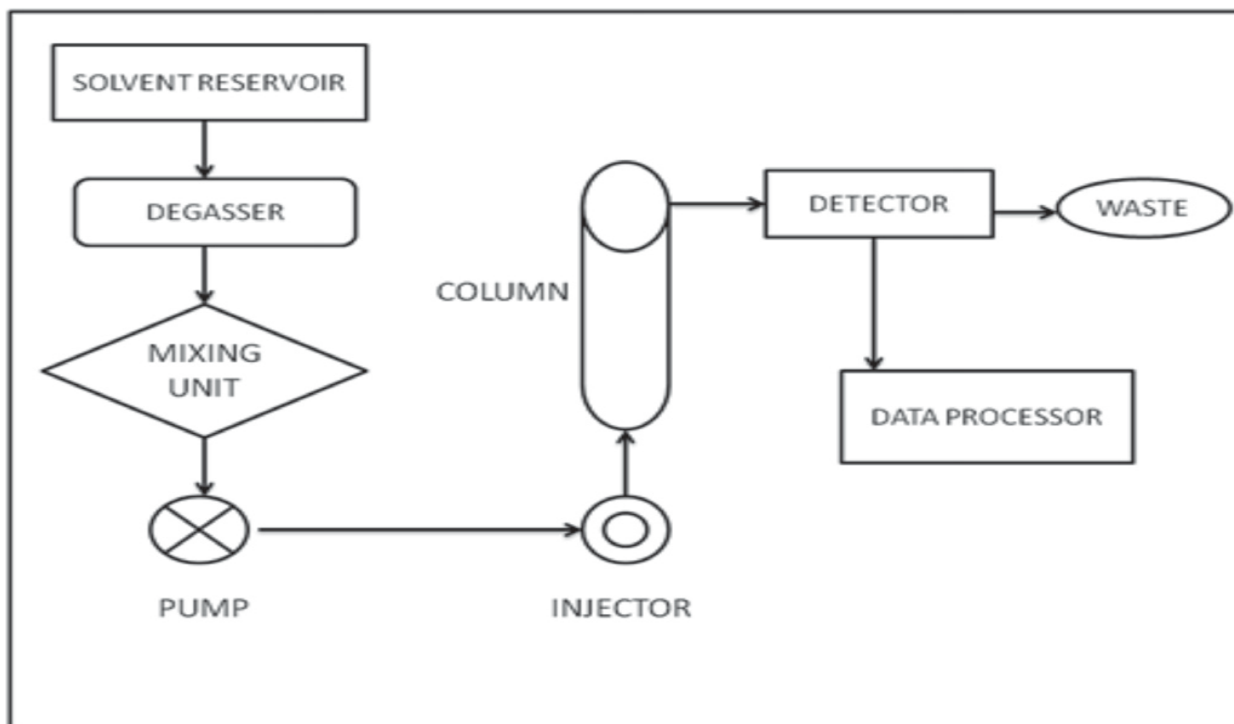 SOLVENT RESERVOIR
DEGASSER
MIXING
UNIT
PUMP
INJECTOR
COLUMN
DETECTOR
WASTE
DATA PROCESSOR